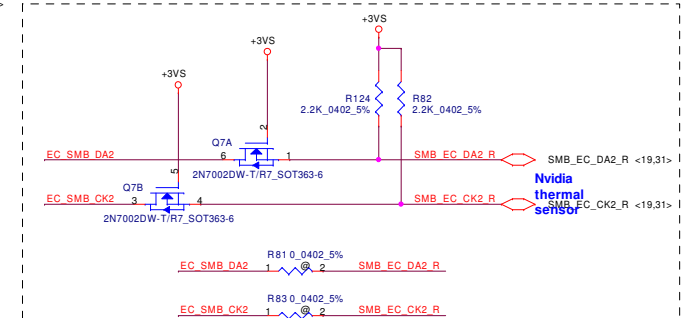 +3VS
+3VS
+3VS
R124
2.2K_0402_5%
R82
2.2K_0402_5%
2
Q7A
EC_SMB_DA2
6
1
SMB_EC_DA2_R
SMB_EC_DA2_R <19,31>
2N7002DW-T/R7_SOT363-6
5
Nvidia
thermal
sensor
Q7B
EC_SMB_CK2
3
4
SMB_EC_CK2_R
SMB_EC_CK2_R <19,31>
2N7002DW-T/R7_SOT363-6
R81 0_0402_5%
EC_SMB_DA2
1
@
2
SMB_EC_DA2_R
R83 0_0402_5%
EC_SMB_CK2
1
@
2
SMB_EC_CK2_R